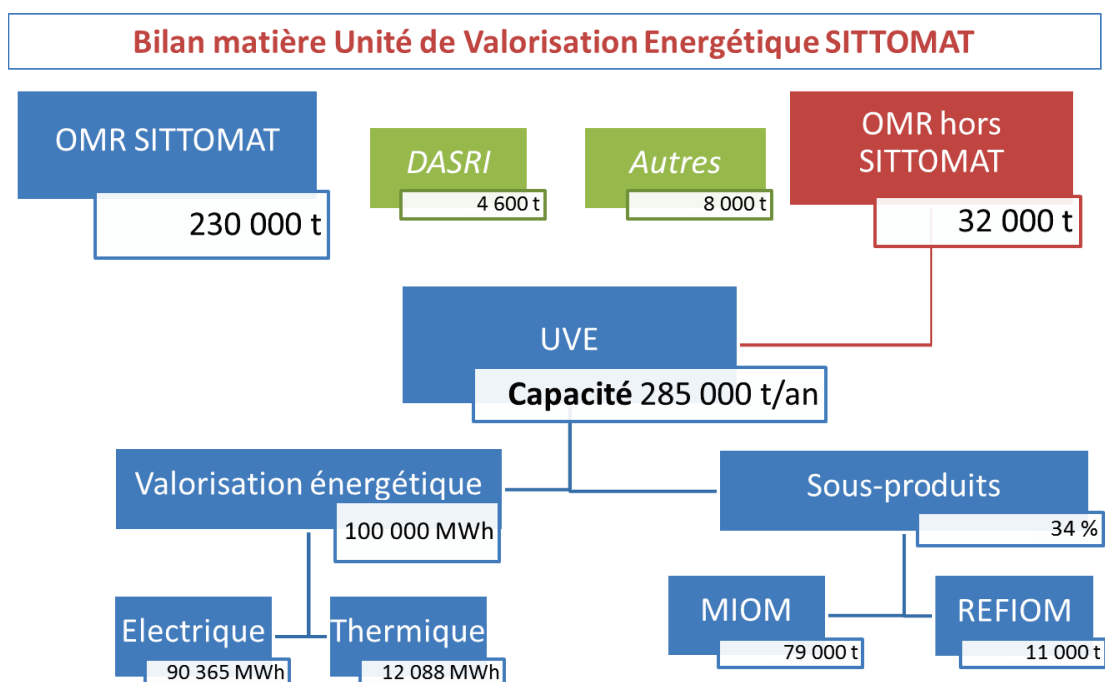 Bilan matière Unité de Valorisation Energétique SITTOMAT
OMR SITTOMAT
230 000 t
DASRI
4 600 t
Autres
8 000 t
OMR hors
SITTOMAT
32 000 t
UVE
Capacité 285 000 t/an
Valorisation énergétique
100 000 MWh
Sous-produits
34 %
Electrique
90 365 MWh
Thermique
12 088 MWh
MIOM
79 000 t
REFIOM
11 000 t